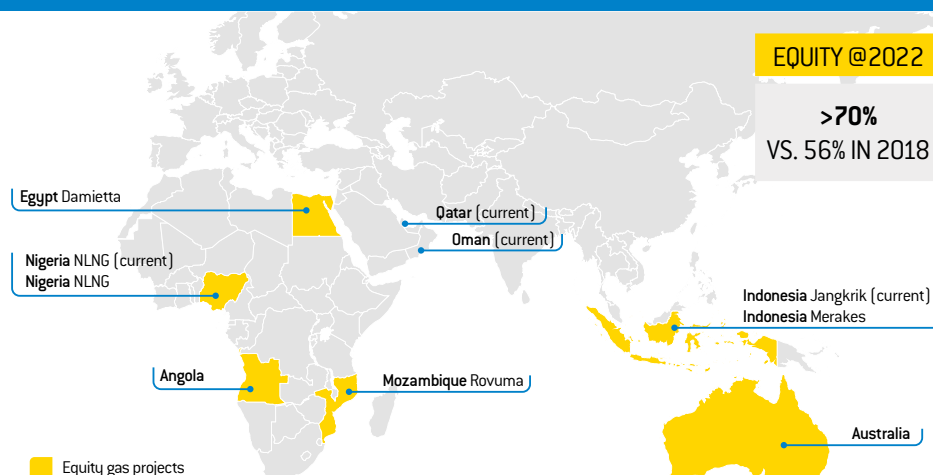 EQUITY @2022
>70%
VS. 56% IN 2018
Egypt Damietta
Qatar (current)
Oman (current)
Nigeria NLNG (current)
Nigeria NLNG
Indonesia Jangkrik (current)
Indonesia Merakes
Angola
Mozambique Rovuma
Australia
Equity gas projects